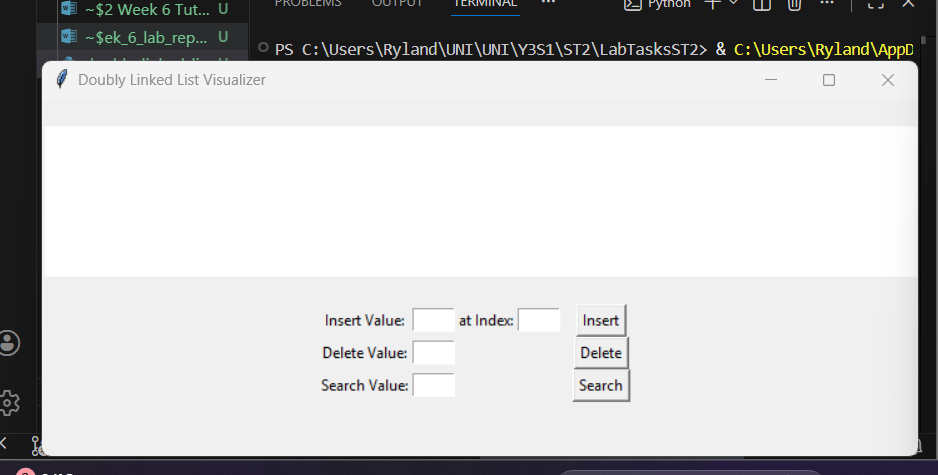 ~$2 Week 6 Tut... U
PROBLEMS OUTPUT TERMINAL ... Python
~$ek_6_lab_rep... U
PS C:\Users\Ryland\UNI\UNI\Y3S1\ST2\LabTasksST2> & C:\Users\Ryland\AppD
Doubly Linked List Visualizer
Insert Value: at Index: Insert
Delete Value: Delete
Search Value: Search